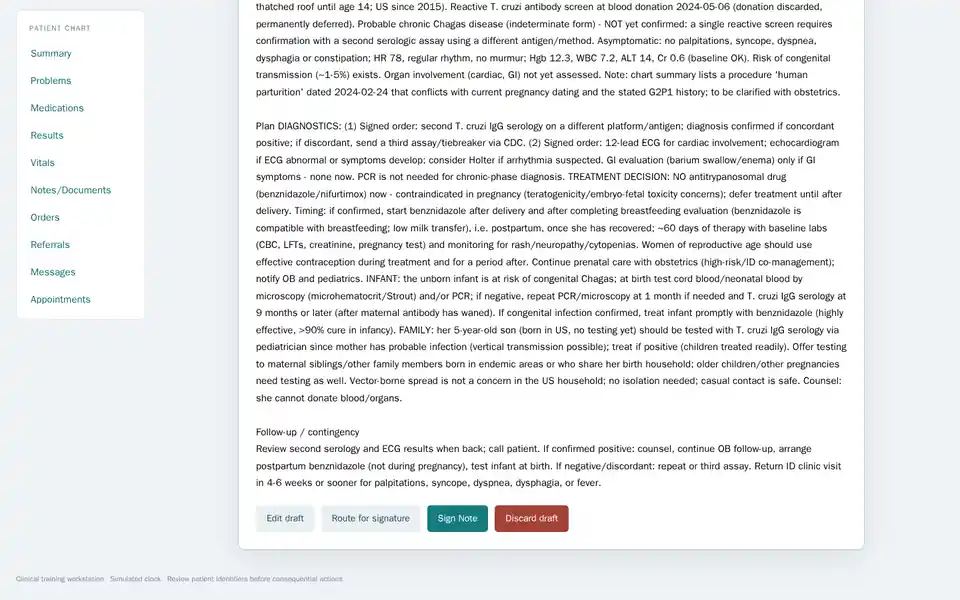 PATIENT CHART
Summary
Problems
Medications
Results
Vitals
Notes/Documents
Orders
Referrals
Messages
Appointments
thatched roof until age 14; US since 2015). Reactive T. cruzi antibody screen at blood donation 2024-05-06 (donation discarded,
permanently deferred). Probable chronic Chagas disease (indeterminate form) - NOT yet confirmed: a single reactive screen requires
confirmation with a second serologic assay using a different antigen/method. Asymptomatic: no palpitations, syncope, dyspnea,
dysphagia or constipation; HR 78, regular rhythm, no murmur; Hgb 12.3, WBC 7.2, ALT 14, Cr 0.6 (baseline OK). Risk of congenital
transmission (~1-5%) exists. Organ involvement (cardiac, GI) not yet assessed. Note: chart summary lists a procedure 'human
parturition' dated 2024-02-24 that conflicts with current pregnancy dating and the stated G2P1 history; to be clarified with obstetrics.
Plan DIAGNOSTICS: (1) Signed order: second T. cruzi IgG serology on a different platform/antigen; diagnosis confirmed if concordant
positive; if discordant, send a third assay/tiebreaker via CDC. (2) Signed order: 12-lead ECG for cardiac involvement; echocardiogram
if ECG abnormal or symptoms develop; consider Holter if arrhythmia suspected. GI evaluation (barium swallow/enema) only if GI
symptoms - none now. PCR is not needed for chronic-phase diagnosis. TREATMENT DECISION: NO antitrypanosomal drug
(benznidazole/nifurtimox) now - contraindicated in pregnancy (teratogenicity/embryo-fetal toxicity concerns); defer treatment until after
delivery. Timing: if confirmed, start benznidazole after delivery and after completing breastfeeding evaluation (benznidazole is
compatible with breastfeeding; low milk transfer), i.e. postpartum, once she has recovered; ~60 days of therapy with baseline labs
(CBC, LFTs, creatinine, pregnancy test) and monitoring for rash/neuropathy/cytopenias. Women of reproductive age should use
effective contraception during treatment and for a period after. Continue prenatal care with obstetrics (high-risk/ID co-management);
notify OB and pediatrics. INFANT: the unborn infant is at risk of congenital Chagas; at birth test cord blood/neonatal blood by
microscopy (microhematocrit/Strout) and/or PCR; if negative, repeat PCR/microscopy at 1 month if needed and T. cruzi IgG serology at
9 months or later (after maternal antibody has waned). If congenital infection confirmed, treat infant promptly with benznidazole (highly
effective, >90% cure in infancy). FAMILY: her 5-year-old son (born in US, no testing yet) should be tested with T. cruzi IgG serology via
pediatrician since mother has probable infection (vertical transmission possible); treat if positive (children treated readily). Offer testing
to maternal siblings/other family members born in endemic areas or who share her birth household; older children/other pregnancies
need testing as well. Vector-borne spread is not a concern in the US household; no isolation needed; casual contact is safe. Counsel:
she cannot donate blood/organs.
Follow-up / contingency
Review second serology and ECG results when back; call patient. If confirmed positive: counsel, continue OB follow-up, arrange
postpartum benznidazole (not during pregnancy), test infant at birth. If negative/discordant: repeat or third assay. Return ID clinic visit
in 4-6 weeks or sooner for palpitations, syncope, dyspnea, dysphagia, or fever.
Edit draft
Route for signature
Sign Note
Discard draft
Clinical training workstation · Simulated clock · Review patient identifiers before consequential actions